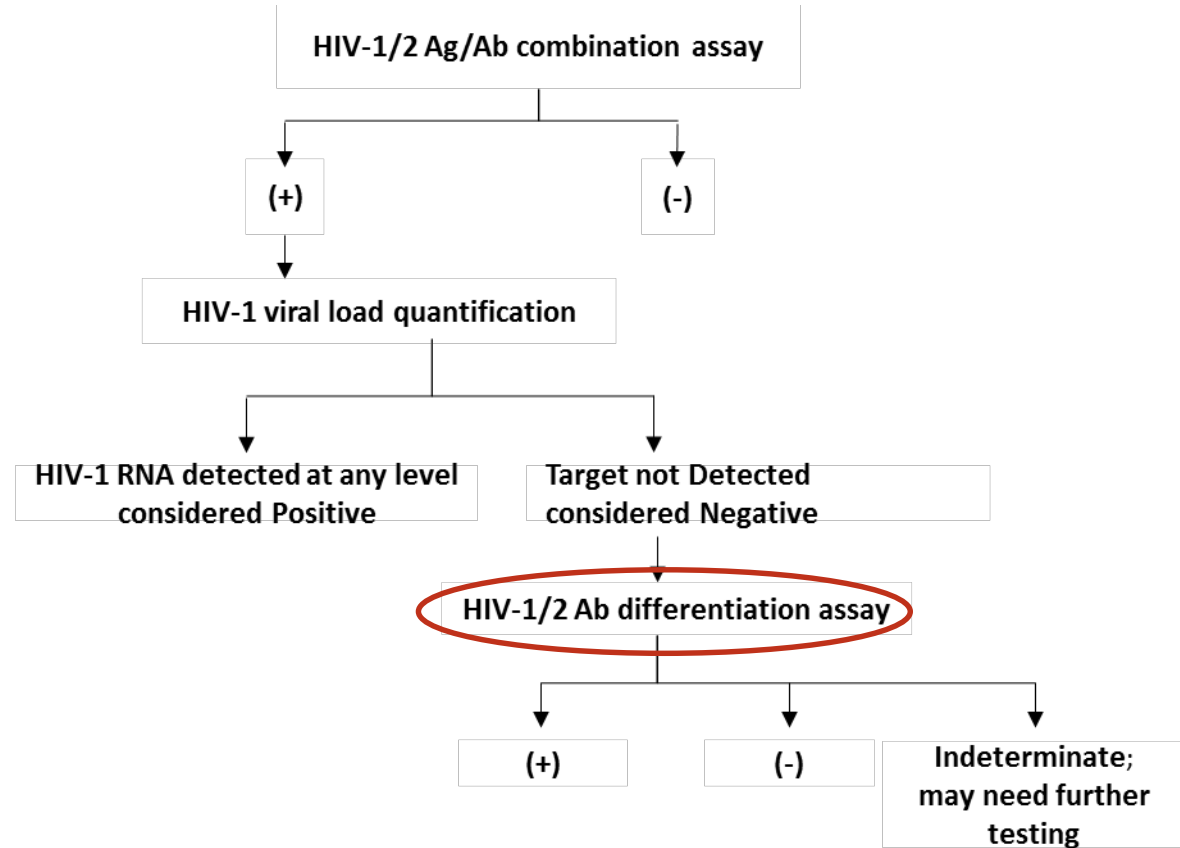 HIV-1/2 Ag/Ab combination assay
(+)
(-)
HIV-1 viral load quantification
HIV-1 RNA detected at any level
considered Positive
Target not Detected
considered Negative
HIV-1/2 Ab differentiation assay
(+)
(-)
Indeterminate;
may need further
testing